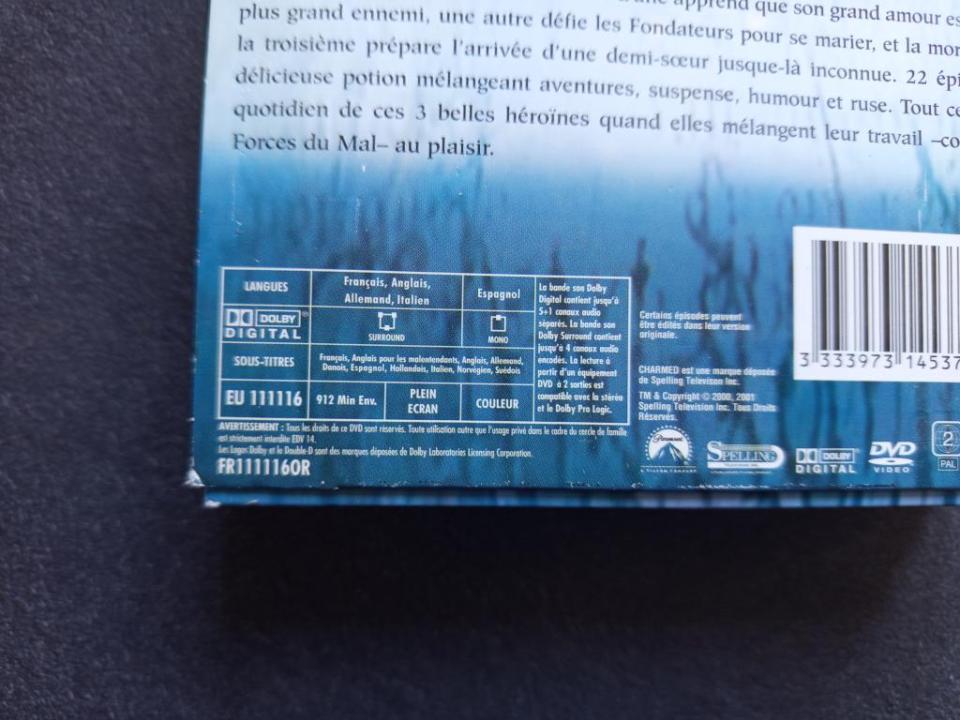 apprend que son grand amour
plus grand ennemi, une autre défie les Fondateurs pour se marier, et la
la troisième prépare l'arrivée d'une demi-sœur jusque-là inconnue. 22
délicieuse potion mélangeant aventures, suspense, humour et ruse. Tout
quotidien de ces 3 belles héroïnes quand elles mélangent leur travail
Forces du Mal– au plaisir.
LANGUES
Français, Anglais,
Allemand, Italien
Espagnol
DOLBY
DIGITAL
SURROUND
MONO
SOUS-TITRES
Français, Anglais pour les malentendants, Anglais, Allemand,
Danois, Espagnol, Hollandais, Italien, Norvégien, Suédois
EU 111116
912 Min Env.
PLEIN
ECRAN
COULEUR
La bande son Dolby
Digital contient jusqu'à
5+1 canaux audio
séparés. La bande son
Dolby Surround contient
jusqu'à 4 canaux audio
encodés. La lecture à
partir d'un équipement
DVD à 2 sorties est
compatible avec la stéréo
et le Dolby Pro Logic.
Certains épisodes peuvent
être édités dans leur version
originale.
CHARMED est une marque déposée
de Spelling Televison Inc.
TM & Copyright © 2000, 2001
Spelling Television Inc. Tous Droits
Réservés.
3 333973 14537
AVERTISSEMENT : Tous les droits de ce DVD sont réservés. Toute utilisation autre que l'usage privé dans le cadre du cercle de famille
est strictement interdite EDV 14.
Les Logos Dolby et le Double-D sont des marques déposées de Dolby Laboratories Licensing Corporation.
FR1111160R
Paramount
SPELLING
DOLBY
DIGITAL
DVD
VIDEO
2
PAL